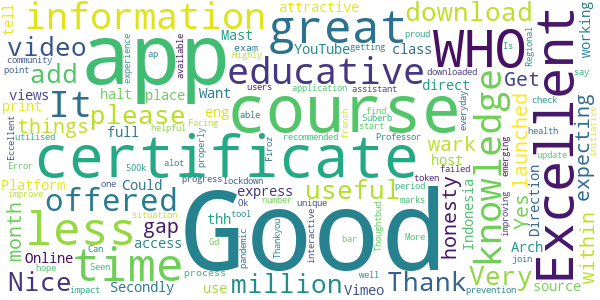 tell
information
attractive
great
download
WHO
Excellent
working
video
add
app
Mast
YouTube
class
exam
Highly
proud
Is
Regional
getting
say
community
point
experience
ap
available
views
halt
place
application
users
assistant
downloaded
everyday
educative
Want
direct
It
please
print
things
full
eng
course
able
find
start
Suberb
Get
check
health
launched
Yes
knowledge
expecting
initiative
Excellent
utilised
helpful
recommended
frensh
Professor
certificate
Facing
Firoz
properly
alot
Error
500k
Platform
improve
Could
progress
lockdown
express
token
failed
emerging
update
wark
host
honesty
Direction
within
offered
useful
period
marks
improving
Indonesia
month
less
time
gap
access
thh
tool
Ok
number
unique
Thankyou
interactive
Good
bar
Thoughtbud
More
Arch
join
prevention
one
situation
Can
Seen
hope
impact
Online
Nice
Secondly
use
Gd
pandemic
process
million
Vimeo
well
Thank
Very
source